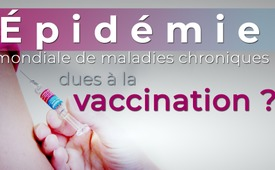 Épidémie
mondiale de maladies chroniques
dues à la
vaccination ?